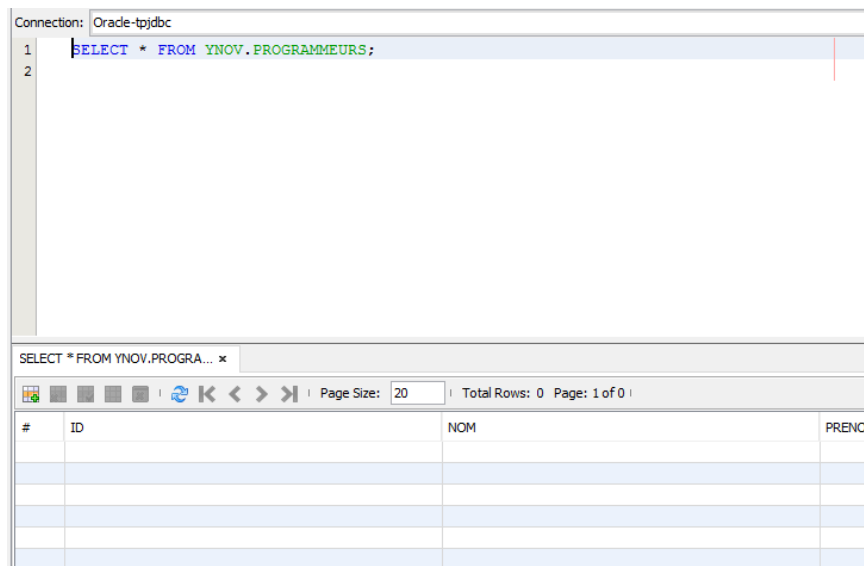 Connection: Oracle-tpjdbc
1 SELECT * FROM YNOV.PROGRAMMEURS;
2
SELECT * FROM YNOV.PROGRA... ×
Page Size: 20 Total Rows: 0 Page: 1 of 0
# ID NOM PRENO